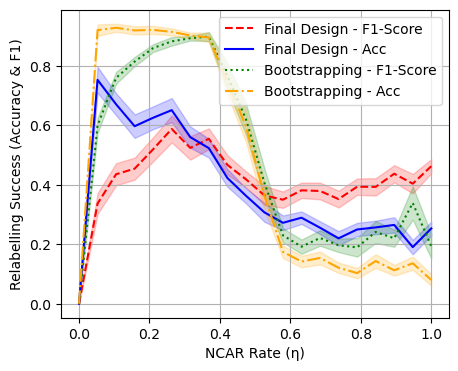 Relabelling Success (Accuracy & F1)
0.8
0.6
0.4
0.2
0.0
Final Design - F1-Score
Final Design - Acc
Bootstrapping - F1-Score
Bootstrapping - Acc
0.0 0.2 0.4 0.6 0.8 1.0
NCAR Rate (η)